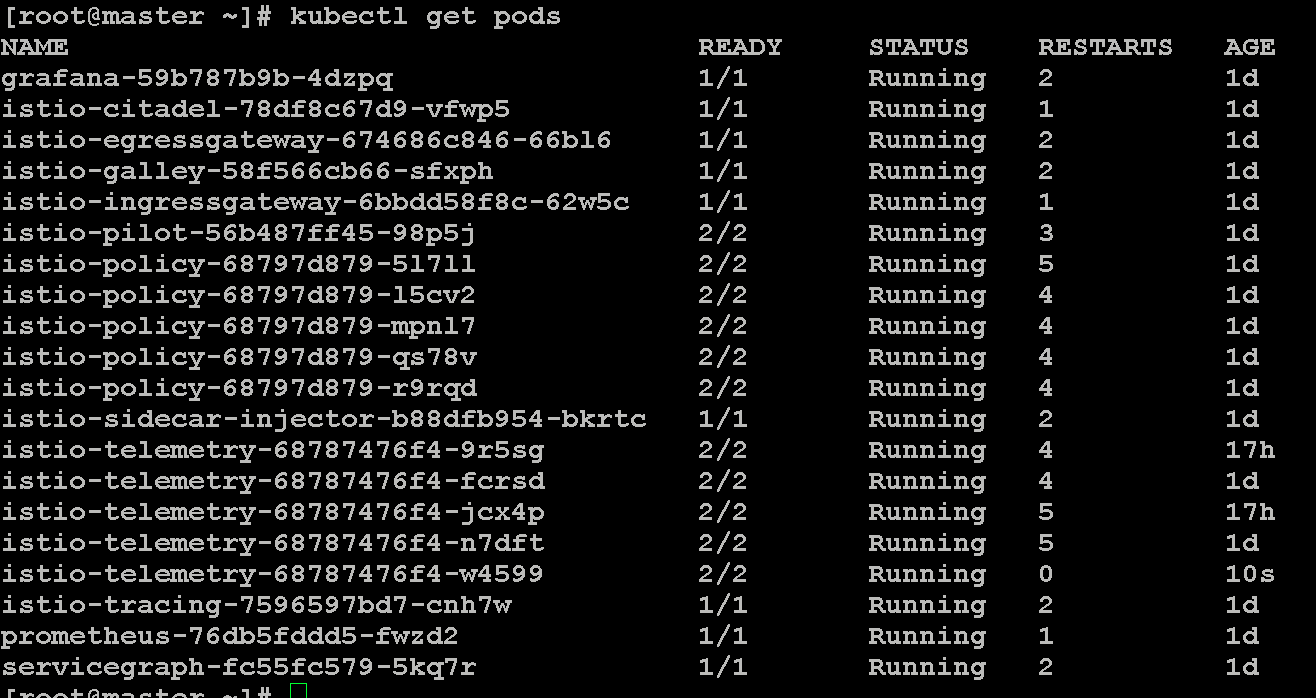 [root@master ~]# kubectl get pods
NAME READY STATUS RESTARTS AGE
grafana-59b787b9b-4dzpq 1/1 Running 2 1d
istio-citadel-78df8c67d9-vfwp5 1/1 Running 1 1d
istio-egressgateway-674686c846-66bl6 1/1 Running 2 1d
istio-galley-58f566cb66-sfxph 1/1 Running 2 1d
istio-ingressgateway-6bbdd58f8c-62w5c 1/1 Running 1 1d
istio-pilot-56b487ff45-98p5j 2/2 Running 3 1d
istio-policy-68797d879-5l7ll 2/2 Running 5 1d
istio-policy-68797d879-l5cv2 2/2 Running 4 1d
istio-policy-68797d879-mpnl7 2/2 Running 4 1d
istio-policy-68797d879-qs78v 2/2 Running 4 1d
istio-policy-68797d879-r9rqd 2/2 Running 4 1d
istio-sidecar-injector-b88dfb954-bkrtc 1/1 Running 2 1d
istio-telemetry-68787476f4-9r5sg 2/2 Running 4 17h
istio-telemetry-68787476f4-fcrsd 2/2 Running 4 1d
istio-telemetry-68787476f4-jcx4p 2/2 Running 5 17h
istio-telemetry-68787476f4-n7dft 2/2 Running 5 1d
istio-telemetry-68787476f4-w4599 2/2 Running 0 10s
istio-tracing-7596597bd7-cnh7w 1/1 Running 2 1d
prometheus-76db5fddd5-fwzd2 1/1 Running 1 1d
servicegraph-fc55fc579-5kq7r 1/1 Running 2 1d
[root@master ~]#